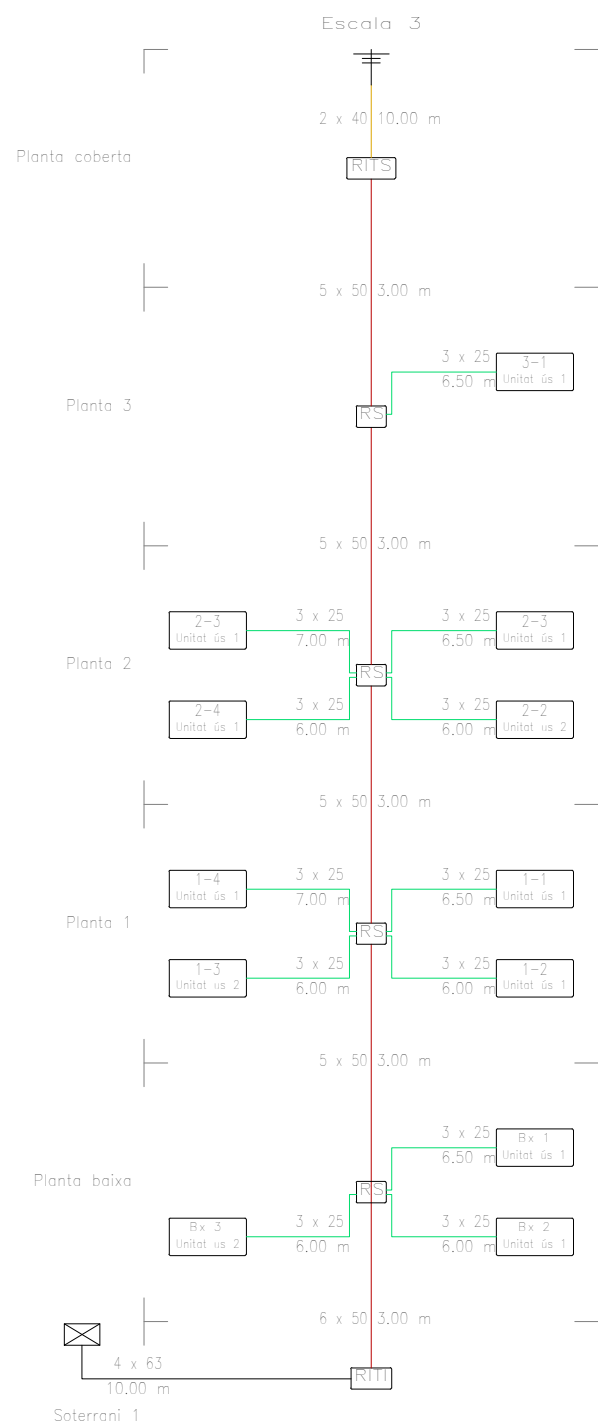 Escala 3
2 x 40 10.00 m
Planta coberta
RITS
5 x 50 3.00 m
3 x 25
6.50 m
3-1
Unitat ús 1
Planta 3
RS
5 x 50 3.00 m
2-3
Unitat ús 1
3 x 25
7.00 m
3 x 25
6.50 m
2-3
Unitat ús 1
Planta 2
RS
2-4
Unitat ús 1
3 x 25
6.00 m
3 x 25
6.00 m
2-2
Unitat us 2
5 x 50 3.00 m
1-4
Unitat ús 1
3 x 25
7.00 m
3 x 25
6.50 m
1-1
Unitat ús 1
Planta 1
RS
1-3
Unitat us 2
3 x 25
6.00 m
3 x 25
6.00 m
1-2
Unitat ús 1
5 x 50 3.00 m
3 x 25
6.50 m
Bx 1
Unitat ús 1
Planta baixa
RS
Bx 3
Unitat us 2
3 x 25
6.00 m
3 x 25
6.00 m
Bx 2
Unitat ús 1
6 x 50 3.00 m
4 x 63
10.00 m
RITI
Soterrani 1